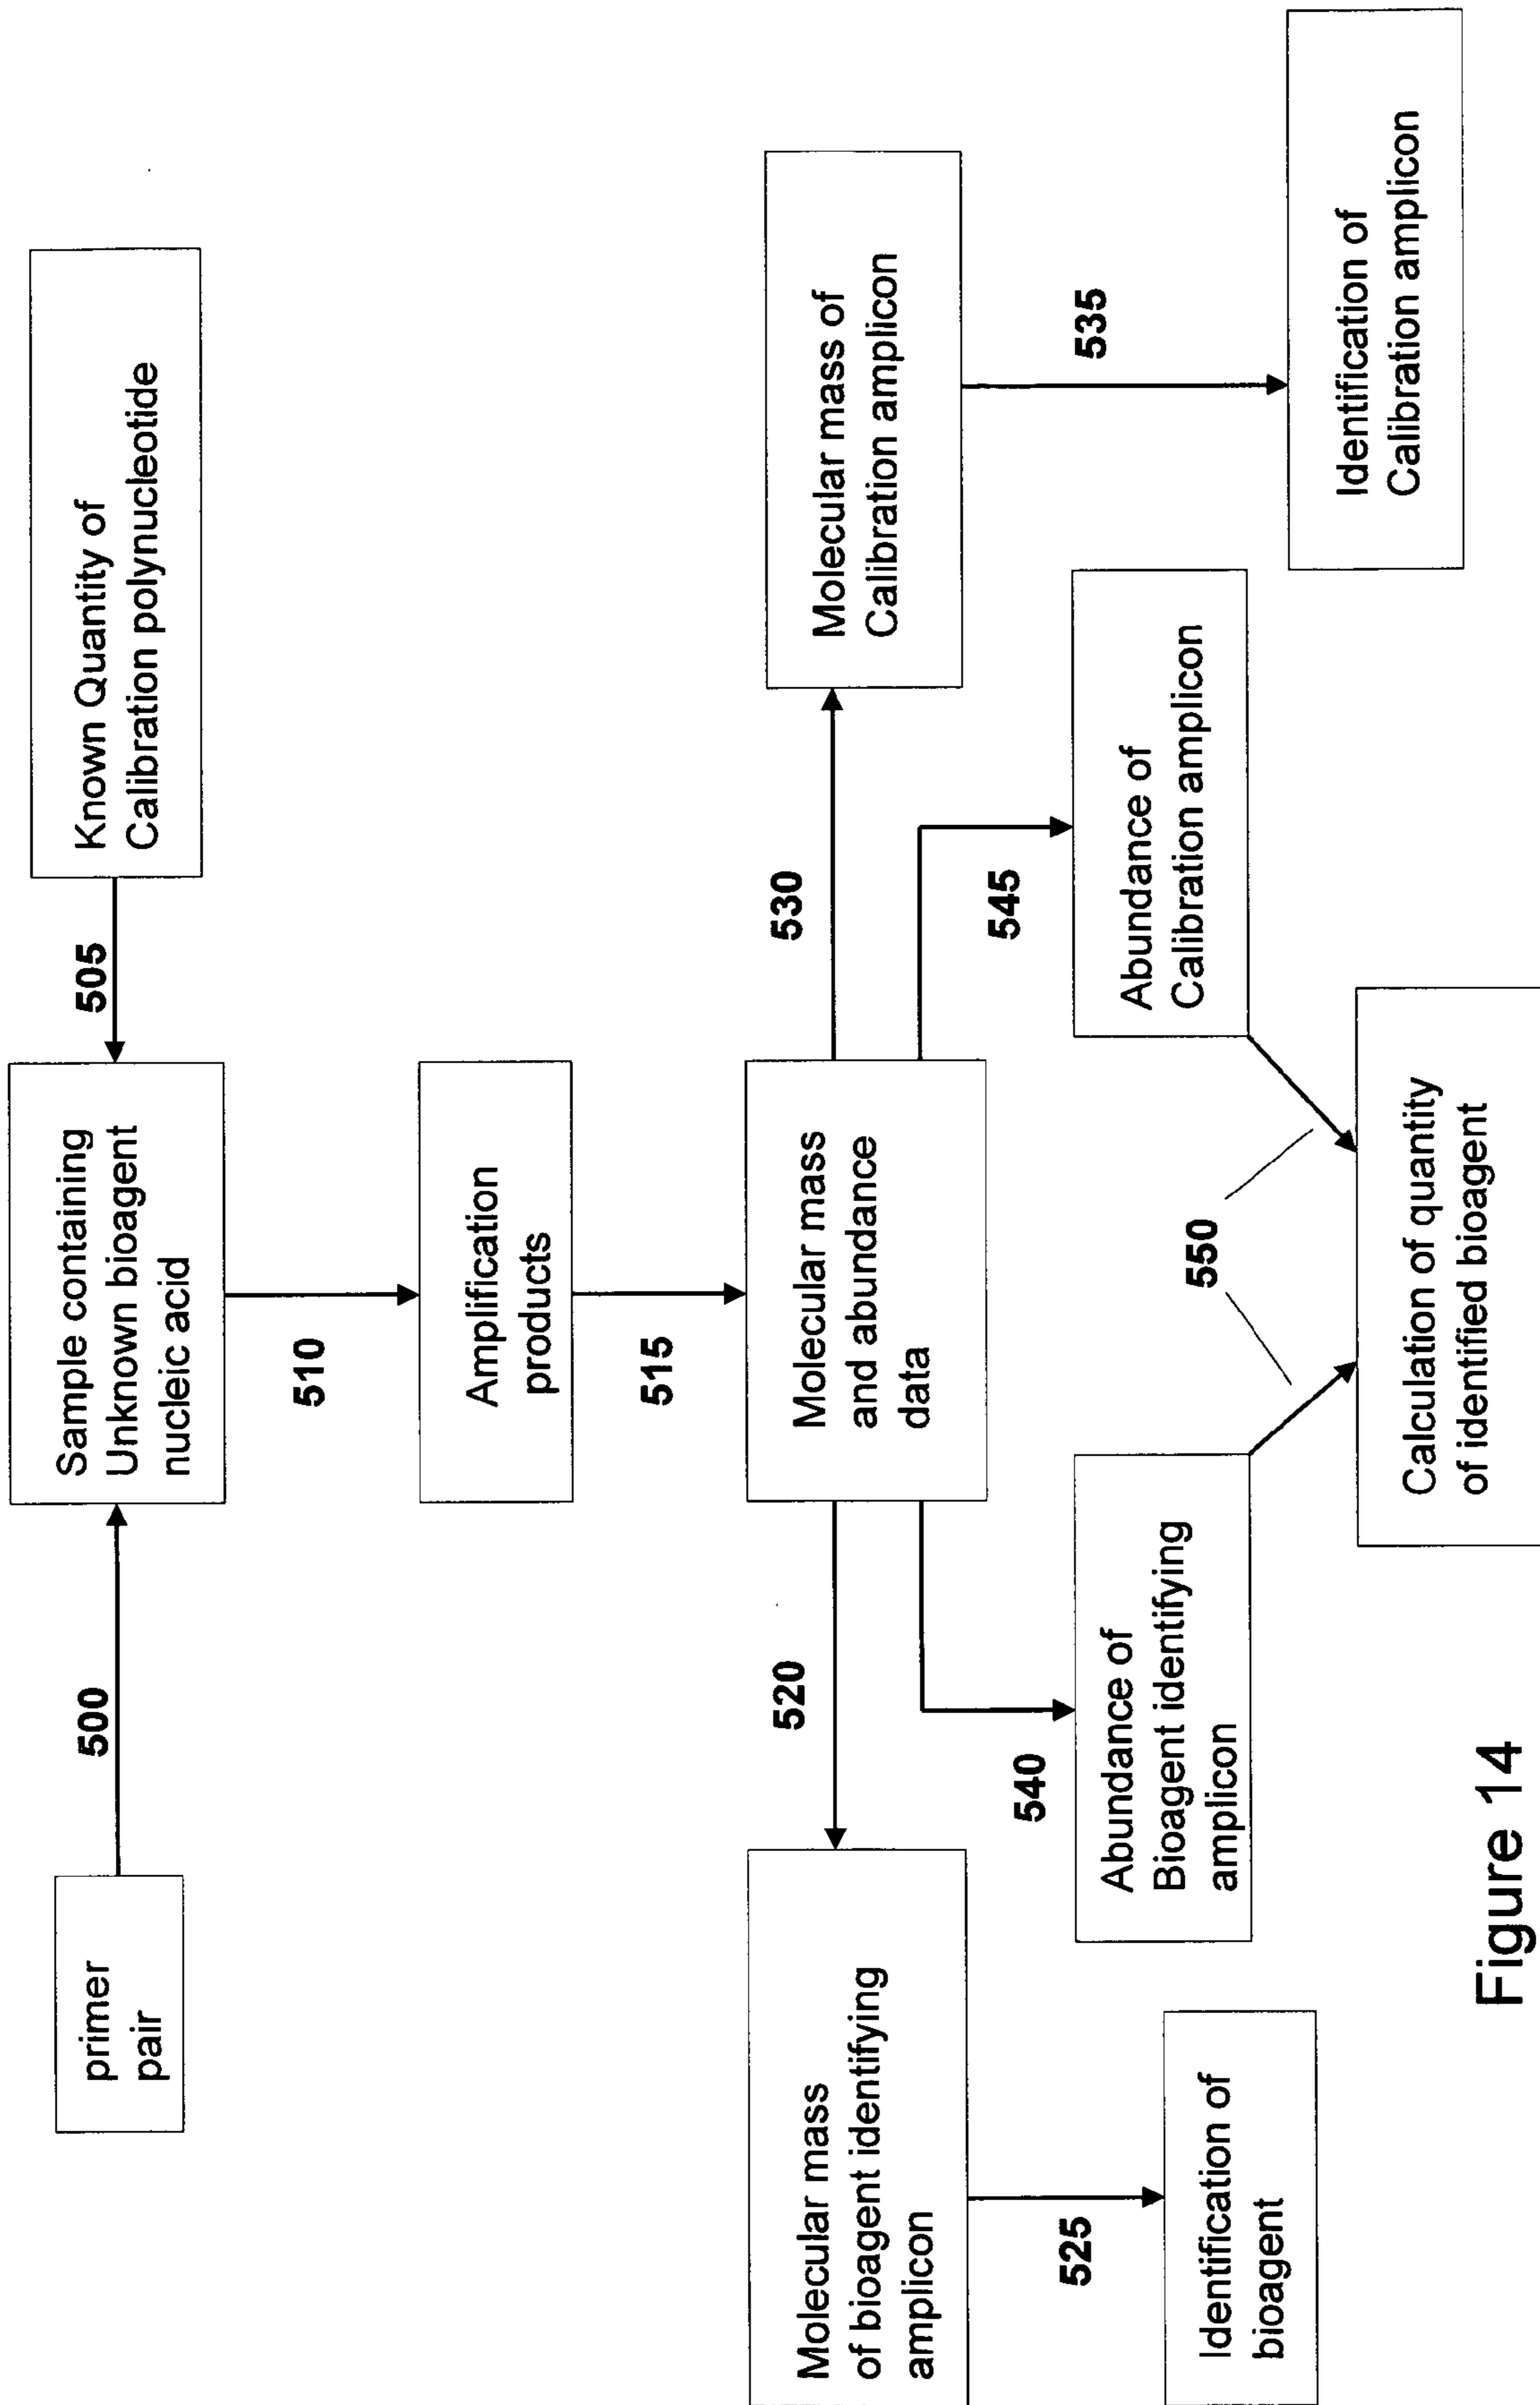 primer
pair
500
Sample containing
Unknown bioagent
nucleic acid
505
Known Quantity of
Calibration polynucleotide
510
Amplification
products
515
Molecular mass
and abundance
data
520
530
Molecular mass
of bioagent identifying
amplicon
Molecular mass of
Calibration amplicon
540
545
525
535
Abundance of
Bioagent identifying
amplicon
Abundance of
Calibration amplicon
Identification of
bioagent
550
Identification of
Calibration amplicon
Calculation of quantity
of identified bioagent
Figure 14